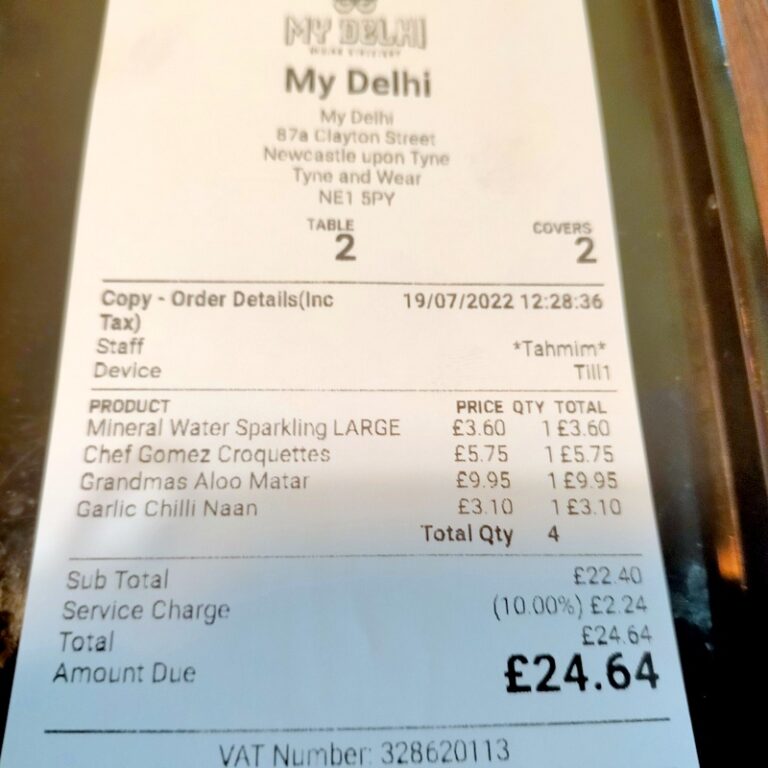 MY DELHI
My Delhi
My Delhi
87a Clayton Street
Newcastle upon Tyne
Tyne and Wear
NE1 5PY
TABLE COVERS
2 2
Copy - Order Details(Inc Tax) 19/07/2022 12:28:36
Staff *Tahmim*
Device Till1
PRODUCT PRICE QTY TOTAL
Mineral Water Sparkling LARGE £3.60 1 £3.60
Chef Gomez Croquettes £5.75 1 £5.75
Grandmas Aloo Matar £9.95 1 £9.95
Garlic Chilli Naan £3.10 1 £3.10
Total Qty 4
Sub Total £22.40
Service Charge (10.00%) £2.24
Total £24.64
Amount Due £24.64
VAT Number: 328620113